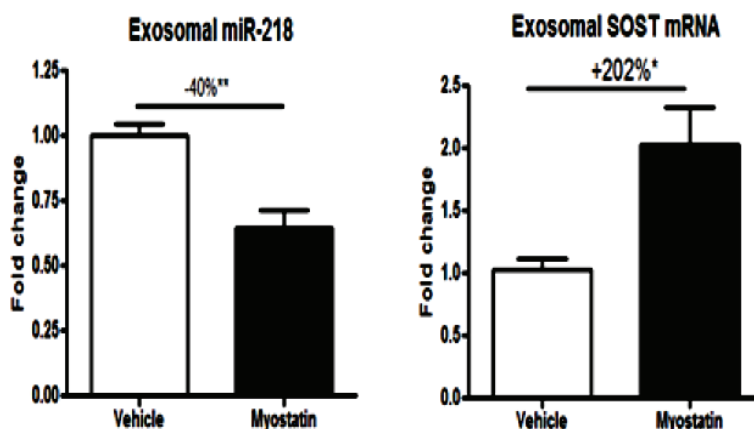 Exosomal miR-218
-40%**
Fold change
1.25
1.00
0.75
0.50
0.25
0.00
Vehicle
Myostatin
Exosomal SOST mRNA
+202%*
Fold change
2.5
2.0
1.5
1.0
0.5
0.0
Vehicle
Myostatin